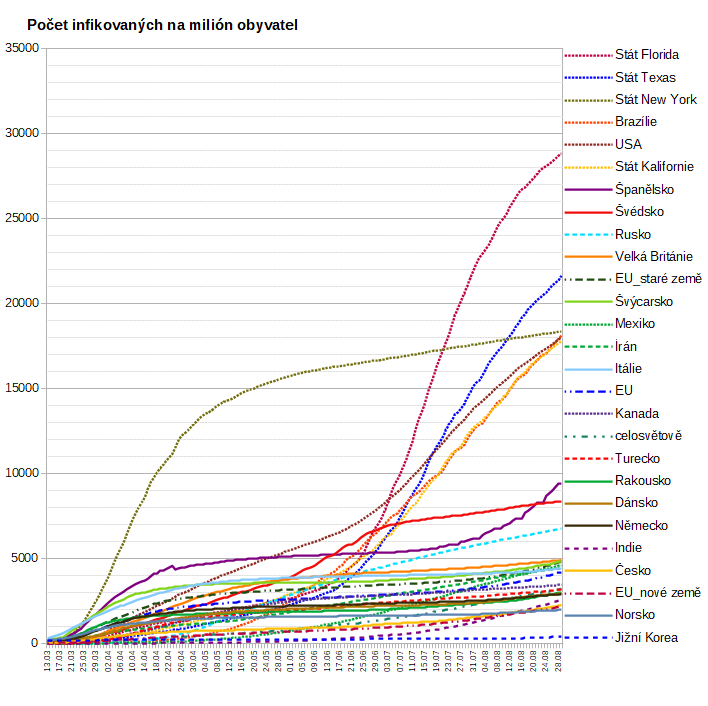 Počet infikovaných na milión obyvatel
35000
30000
25000
20000
15000
10000
5000
0
Stát Florida
Stát Texas
Stát New York
Brazílie
USA
Stát Kalifornie
Španělsko
Švédsko
Rusko
Velká Británie
EU_staré země
Švýcarsko
Mexiko
Írán
Itálie
EU
Kanada
celosvětově
Turecko
Rakousko
Dánsko
Německo
Indie
Česko
EU_nové země
Norsko
Jižní Korea
13.03
17.03
21.03
25.03
29.03
02.04
06.04
10.04
14.04
18.04
22.04
26.04
30.04
04.05
08.05
12.05
16.05
20.05
24.05
28.05
01.06
05.06
09.06
13.06
17.06
21.06
25.06
29.06
03.07
07.07
11.07
15.07
19.07
23.07
27.07
31.07
04.08
08.08
12.08
16.08
20.08
24.08
28.08